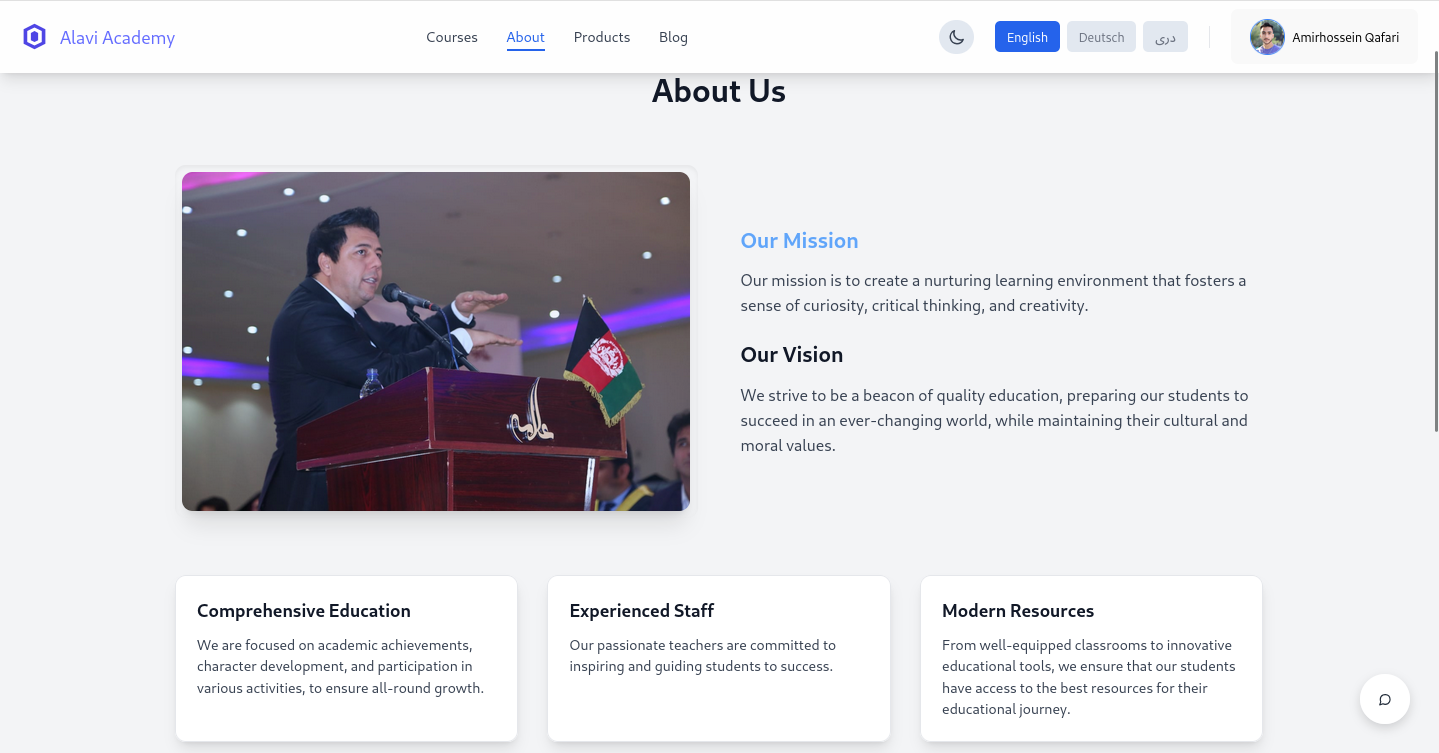 Alavi Academy
Courses
About
Products
Blog
English
Deutsch
دری
Amirhossein Qafari
About Us
Our Mission
Our mission is to create a nurturing learning environment that fosters a
sense of curiosity, critical thinking, and creativity.
Our Vision
We strive to be a beacon of quality education, preparing our students to
succeed in an ever-changing world, while maintaining their cultural and
moral values.
Comprehensive Education
We are focused on academic achievements,
character development, and participation in
various activities, to ensure all-round growth.
Experienced Staff
Our passionate teachers are committed to
inspiring and guiding students to success.
Modern Resources
From well-equipped classrooms to innovative
educational tools, we ensure that our students
have access to the best resources for their
educational journey.